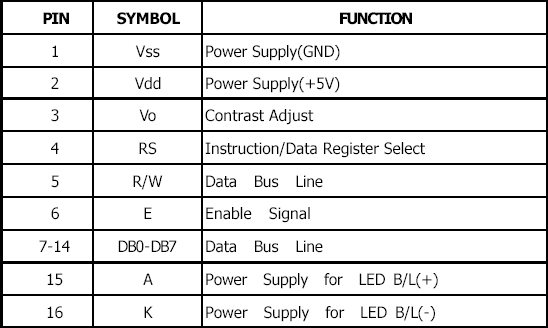 PIN SYMBOL FUNCTION
1 Vss Power Supply(GND)
2 Vdd Power Supply(+5V)
3 Vo Contrast Adjust
4 RS Instruction/Data Register Select
5 R/W Data Bus Line
6 E Enable Signal
7-14 DB0-DB7 Data Bus Line
15 A Power Supply for LED B/L(+)
16 K Power Supply for LED B/L(-)